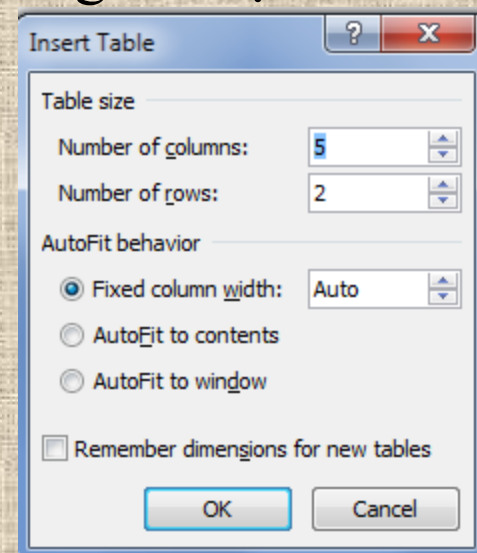 Insert Table
Table size
Number of columns: 5
Number of rows: 2
AutoFit behavior
Fixed column width: Auto
AutoFit to contents
AutoFit to window
Remember dimensions for new tables
OK Cancel